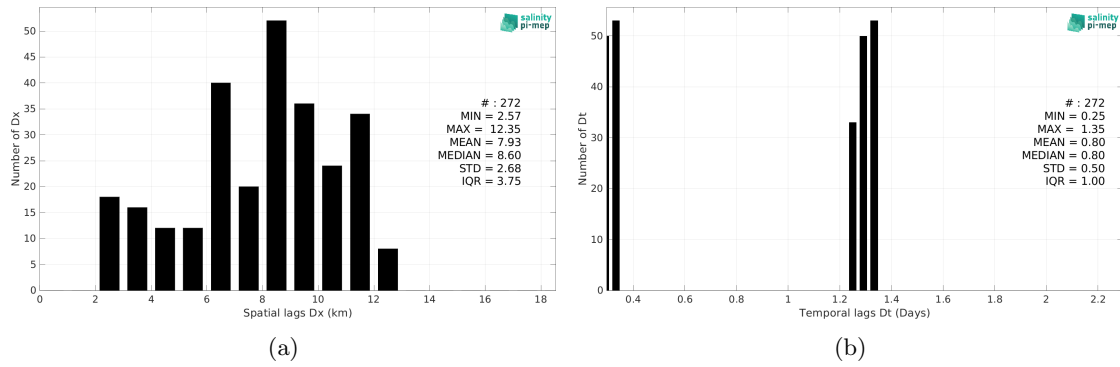 salinity
pi-mep
50
45
40
35
30
25
20
15
10
5
0
Number of Dx
# : 272
MIN = 2.57
MAX = 12.35
MEAN = 7.93
MEDIAN = 8.60
STD = 2.68
IQR = 3.75
0 2 4 6 8 10 12 14 16 18
Spatial lags Dx (km)
(a)
salinity
pi-mep
50
40
30
20
10
0
Number of Dt
# : 272
MIN = 0.25
MAX = 1.35
MEAN = 0.80
MEDIAN = 0.80
STD = 0.50
IQR = 1.00
0.4 0.6 0.8 1 1.2 1.4 1.6 1.8 2 2.2
Temporal lags Dt (Days)
(b)